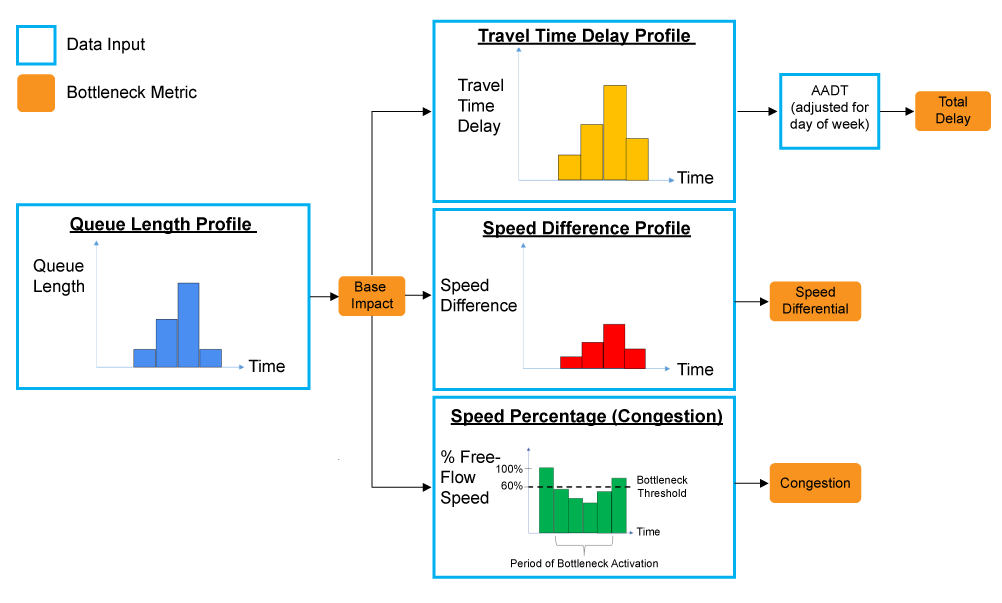 Data Input
Bottleneck Metric
Queue Length Profile
Queue
Length
Time
Base
Impact
Travel Time Delay Profile
Travel
Time
Delay
Time
AADT
(adjusted for
day of week)
Total
Delay
Speed Difference Profile
Speed
Difference
Time
Speed
Differential
Speed Percentage (Congestion)
% Free-
Flow
Speed
100%
60%
Bottleneck
Threshold
Time
Period of Bottleneck Activation
Congestion